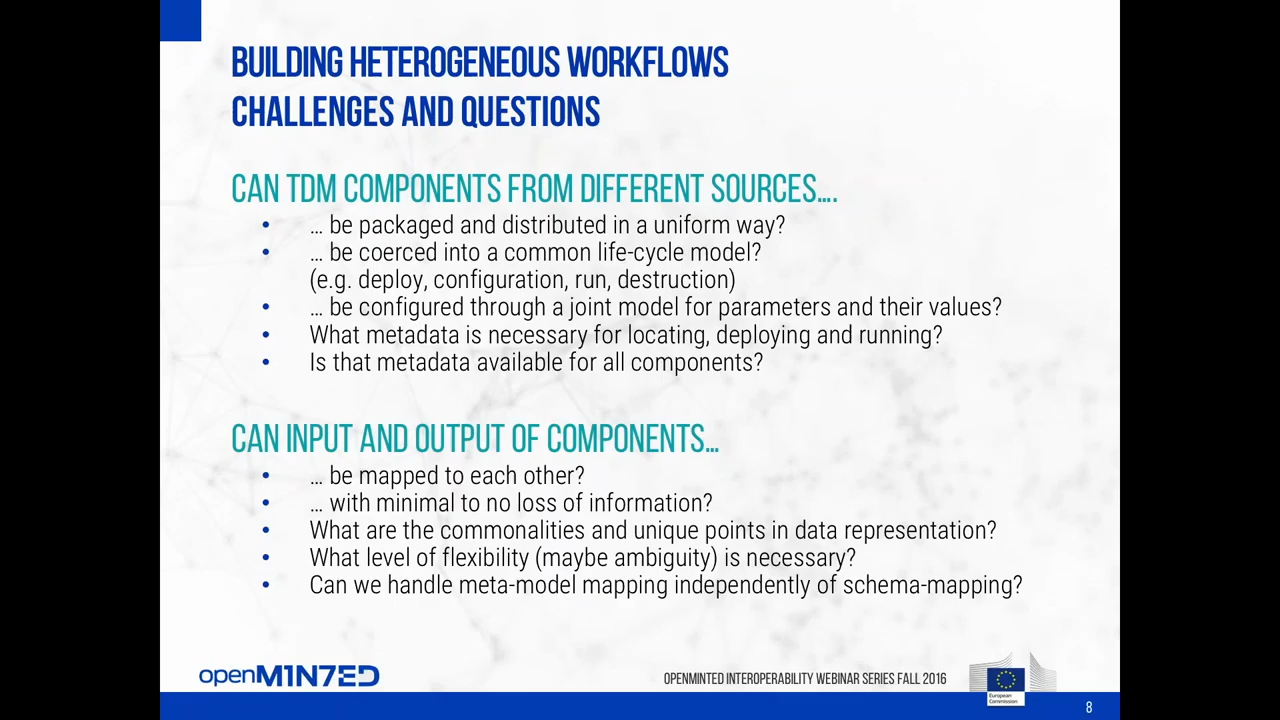 BUILDING HETEROGENEOUS WORKFLOWS
CHALLENGES AND QUESTIONS
CAN TDM COMPONENTS FROM DIFFERENT SOURCES....
• ... be packaged and distributed in a uniform way?
• ... be coerced into a common life-cycle model?
(e.g. deploy, configuration, run, destruction)
• ... be configured through a joint model for parameters and their values?
• What metadata is necessary for locating, deploying and running?
• Is that metadata available for all components?
CAN INPUT AND OUTPUT OF COMPONENTS...
• ... be mapped to each other?
• ... with minimal to no loss of information?
• What are the commonalities and unique points in data representation?
• What level of flexibility (maybe ambiguity) is necessary?
• Can we handle meta-model mapping independently of schema-mapping?
openM1N7ED
OPENMINTED INTEROPERABILITY WEBINAR SERIES FALL 2016
European
Commission
8